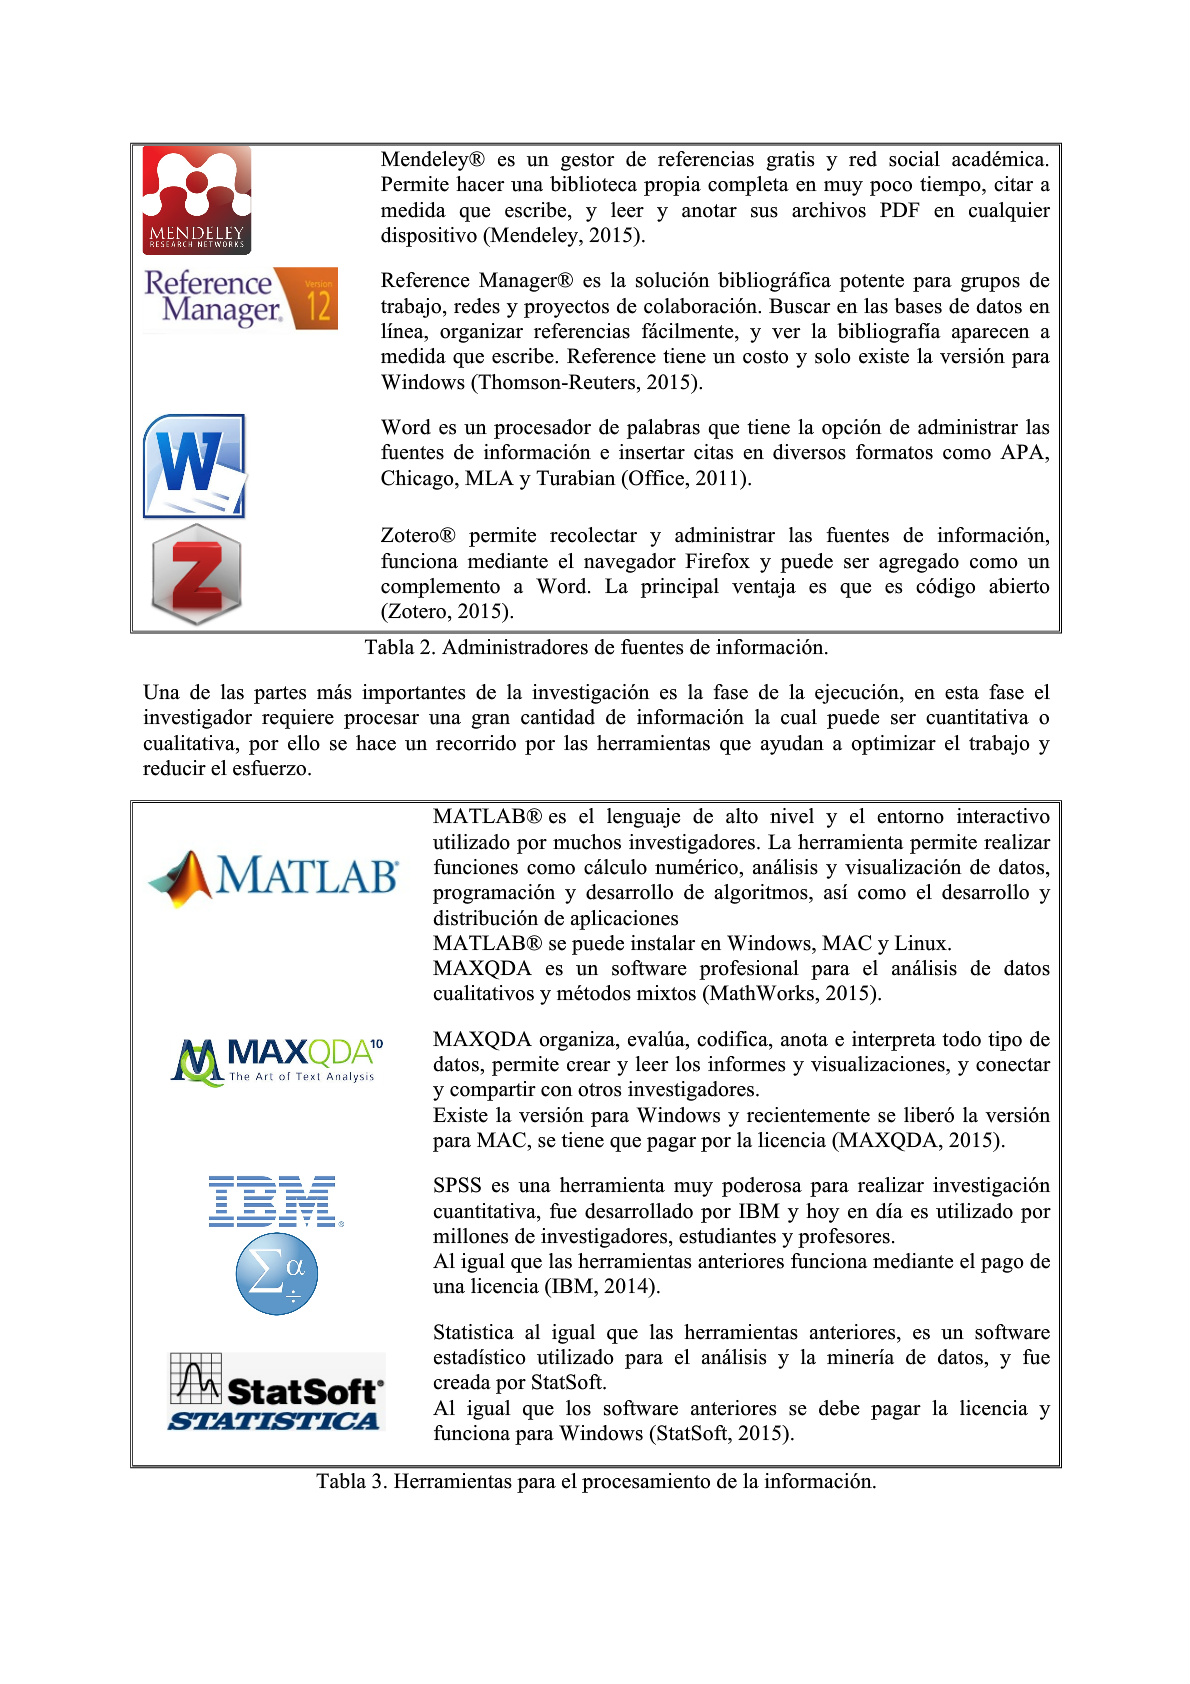 MENDELEY
RESEARCH NETWORKS
Mendeley® es un gestor de referencias gratis y red social académica.
Permite hacer una biblioteca propia completa en muy poco tiempo, citar a
medida que escribe, y leer y anotar sus archivos PDF en cualquier
dispositivo (Mendeley, 2015).
Reference
Manager®
Version
12
Reference Manager® es la solución bibliográfica potente para grupos de
trabajo, redes y proyectos de colaboración. Buscar en las bases de datos en
línea, organizar referencias fácilmente, y ver la bibliografía aparecen a
medida que escribe. Reference tiene un costo y solo existe la versión para
Windows (Thomson-Reuters, 2015).
W
Word es un procesador de palabras que tiene la opción de administrar las
fuentes de información e insertar citas en diversos formatos como APA,
Chicago, MLA y Turabian (Office, 2011).
Z
Zotero® permite recolectar y administrar las fuentes de información,
funciona mediante el navegador Firefox y puede ser agregado como un
complemento a Word. La principal ventaja es que es código abierto
(Zotero, 2015).
Tabla 2. Administradores de fuentes de información.
Una de las partes más importantes de la investigación es la fase de la ejecución, en esta fase el
investigador requiere procesar una gran cantidad de información la cual puede ser cuantitativa o
cualitativa, por ello se hace un recorrido por las herramientas que ayudan a optimizar el trabajo y
reducir el esfuerzo.
MATLAB®
MATLAB® es el lenguaje de alto nivel y el entorno interactivo
utilizado por muchos investigadores. La herramienta permite realizar
funciones como cálculo numérico, análisis y visualización de datos,
programación y desarrollo de algoritmos, así como el desarrollo y
distribución de aplicaciones
MATLAB® se puede instalar en Windows, MAC y Linux.
MAXQDA es un software profesional para el análisis de datos
cualitativos y métodos mixtos (MathWorks, 2015).
MAXQDA10
The Art of Text Analysis
MAXQDA organiza, evalúa, codifica, anota e interpreta todo tipo de
datos, permite crear y leer los informes y visualizaciones, y conectar
y compartir con otros investigadores.
Existe la versión para Windows y recientemente se liberó la versión
para MAC, se tiene que pagar por la licencia (MAXQDA, 2015).
IBM®
Σ α ÷
SPSS es una herramienta muy poderosa para realizar investigación
cuantitativa, fue desarrollado por IBM y hoy en día es utilizado por
millones de investigadores, estudiantes y profesores.
Al igual que las herramientas anteriores funciona mediante el pago de
una licencia (IBM, 2014).
StatSoft®
STATISTICA
Statistica al igual que las herramientas anteriores, es un software
estadístico utilizado para el análisis y la minería de datos, y fue
creada por StatSoft.
Al igual que los software anteriores se debe pagar la licencia y
funciona para Windows (StatSoft, 2015).
Tabla 3. Herramientas para el procesamiento de la información.